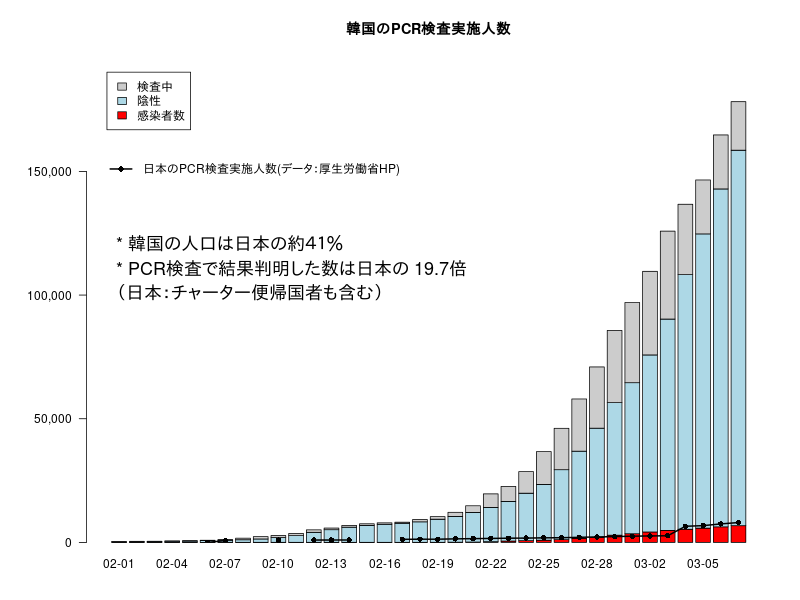 韓国のPCR検査実施人数
検査中
陰性
感染者数
日本のPCR検査実施人数(データ：厚生労働省HP)
* 韓国の人口は日本の約41%
* PCR検査で結果判明した数は日本の 19.7倍
（日本：チャーター便帰国者も含む）
150,000
100,000
50,000
0
02-01 02-04 02-07 02-10 02-13 02-16 02-19 02-22 02-25 02-28 03-02 03-05